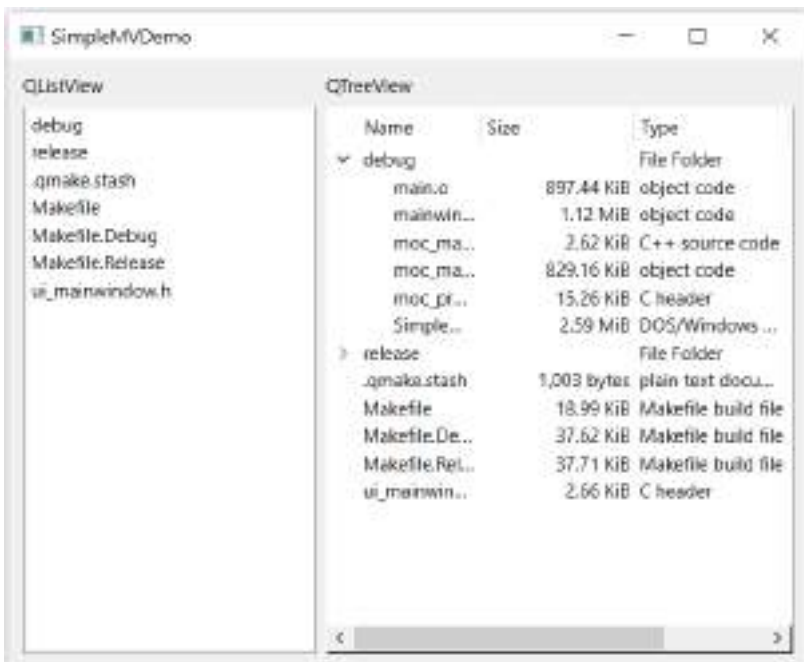 SimpleMVDemo
QListView
debug
release
.qmake.stash
Makefile
Makefile.Debug
Makefile.Release
ui_mainwindow.h
QTreeView
Name Size Type
debug File Folder
main.o 897.44 KiB object code
mainwin... 1.12 MiB object code
moc_ma... 2.62 KiB C++ source code
moc_ma... 829.16 KiB object code
moc_pr... 15.26 KiB C header
Simple... 2.59 MiB DOS/Windows ...
release File Folder
.qmake.stash 1,003 bytes plain text docu...
Makefile 18.99 KiB Makefile build file
Makefile.De... 37.62 KiB Makefile build file
Makefile.Rel... 37.71 KiB Makefile build file
ui_mainwin... 2.66 KiB C header